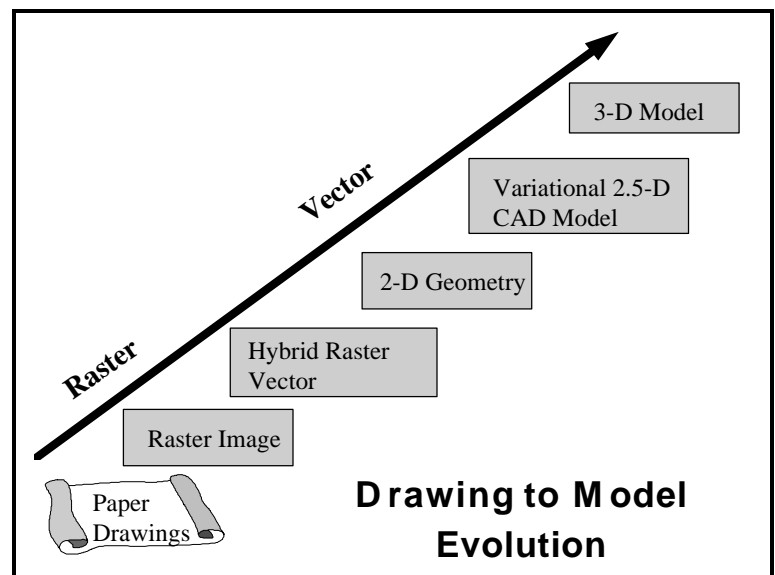 3-D Model
Variational 2.5-D
CAD Model
Vector
2-D Geometry
Hybrid Raster
Vector
Raster
Raster Image
Paper
Drawings
Drawing to Model
Evolution